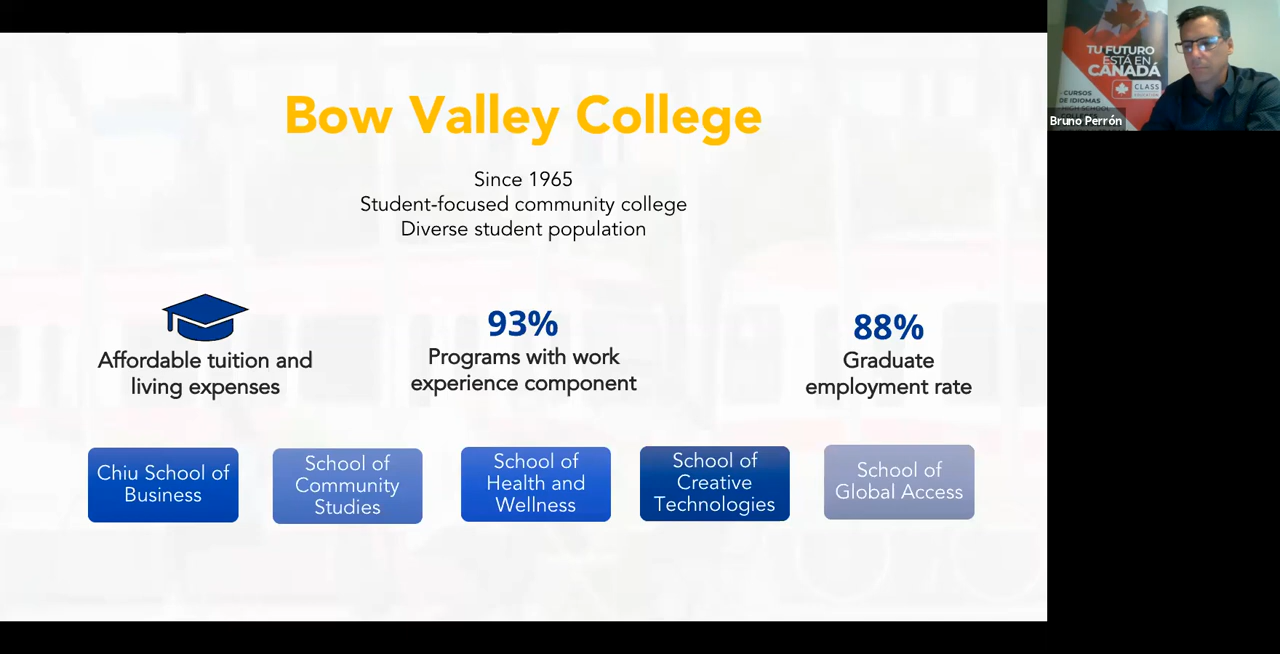 Bow Valley College
Since 1965
Student-focused community college
Diverse student population
Affordable tuition and
living expenses
93%
Programs with work
experience component
88%
Graduate
employment rate
Chiu School of
Business
School of
Community
Studies
School of
Health and
Wellness
School of
Creative
Technologies
School of
Global Access
TU FUTURO
ESTÁ EN
CANADÁ
CLASS
CURSOS
DE IDIOMAS
HIGH SCHOOL
Bruno Perrón